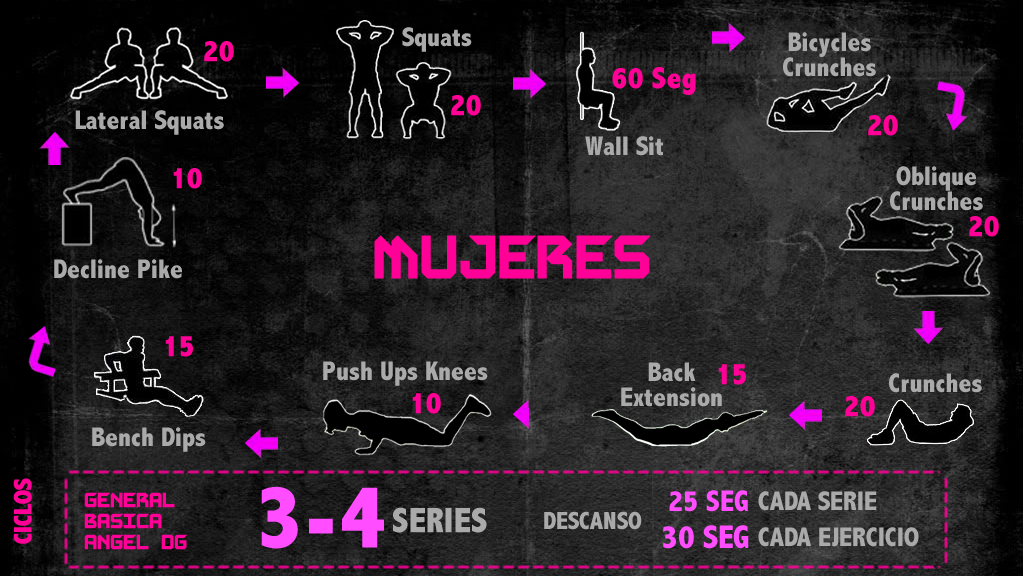 20
Lateral Squats
Squats
20
60 Seg
Wall Sit
Bicycles
Crunches
20
Oblique
Crunches
20
Crunches
20
Back
Extension
15
Push Ups Knees
10
15
Bench Dips
10
Decline Pike
MUJERES
CICLOS
GENERAL
BASICA
ANGEL DG
3-4 SERIES
DESCANSO
25 SEG CADA SERIE
30 SEG CADA EJERCICIO